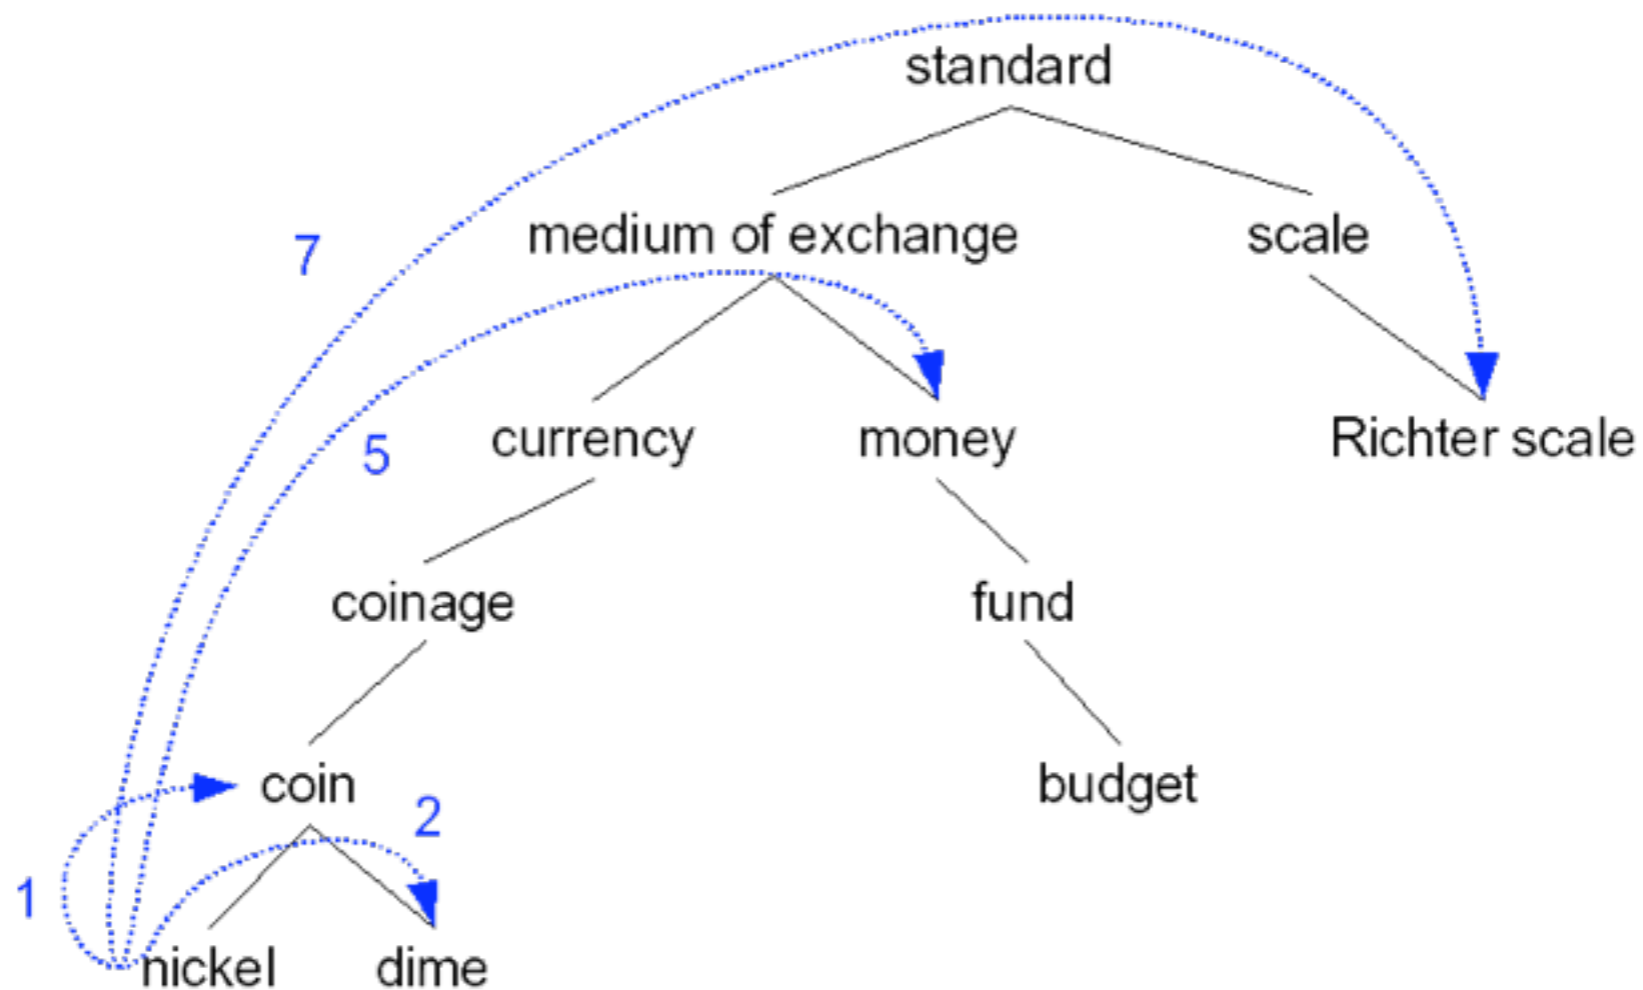 standard
7
medium of exchange
scale
5
currency
money
Richter scale
coinage
fund
coin
2
budget
1
nickel
dime